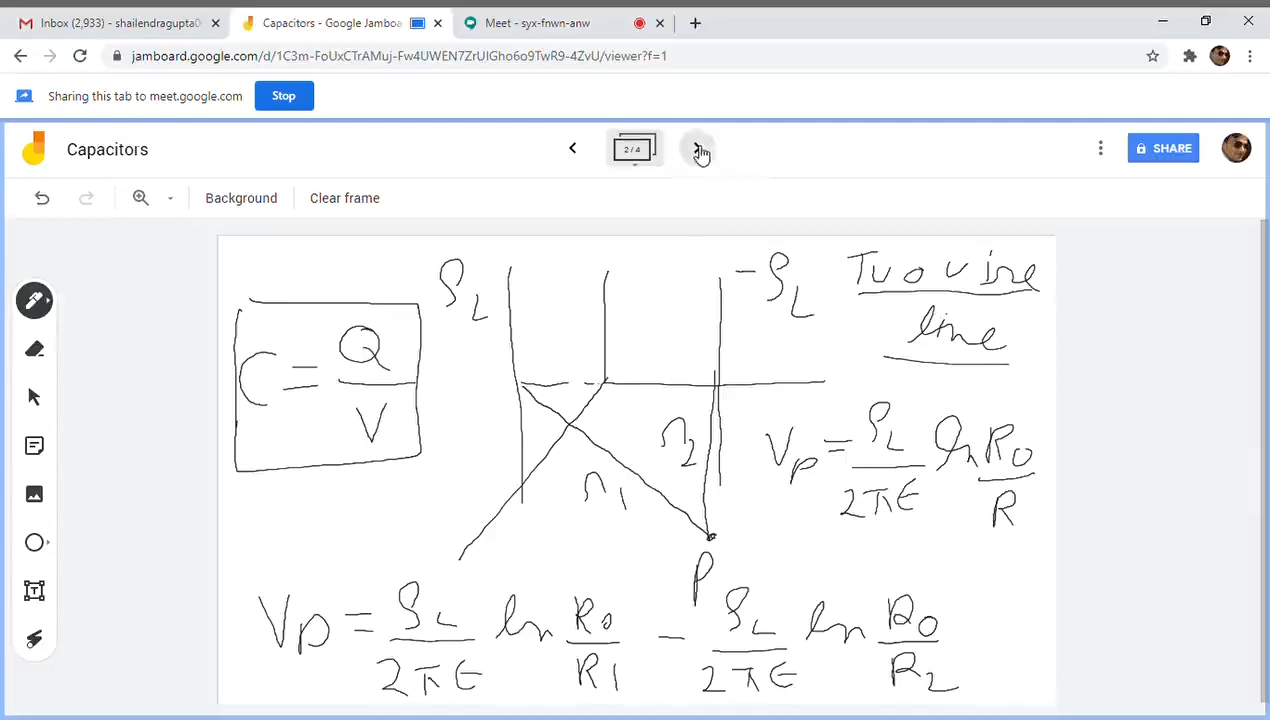 Inbox (2,933) - shailendragupta0
Capacitors - Google Jamboa
Meet - syx-fnwn-anw
jamboard.google.com/d/1C3m-FoUxCTrAMuj-Fw4UWEN7ZrUIGho6o9TwR9-4ZvU/viewer?f=1
Sharing this tab to meet.google.com
Stop
Capacitors
2 / 4
SHARE
Background
Clear frame
C = Q/V
ρL
-ρL
Two wire
line
r1
r2
P
Vp = ρL/2πε ln R0/R
Vp = ρL/2πε ln R0/R1 - ρL/2πε ln R0/R2